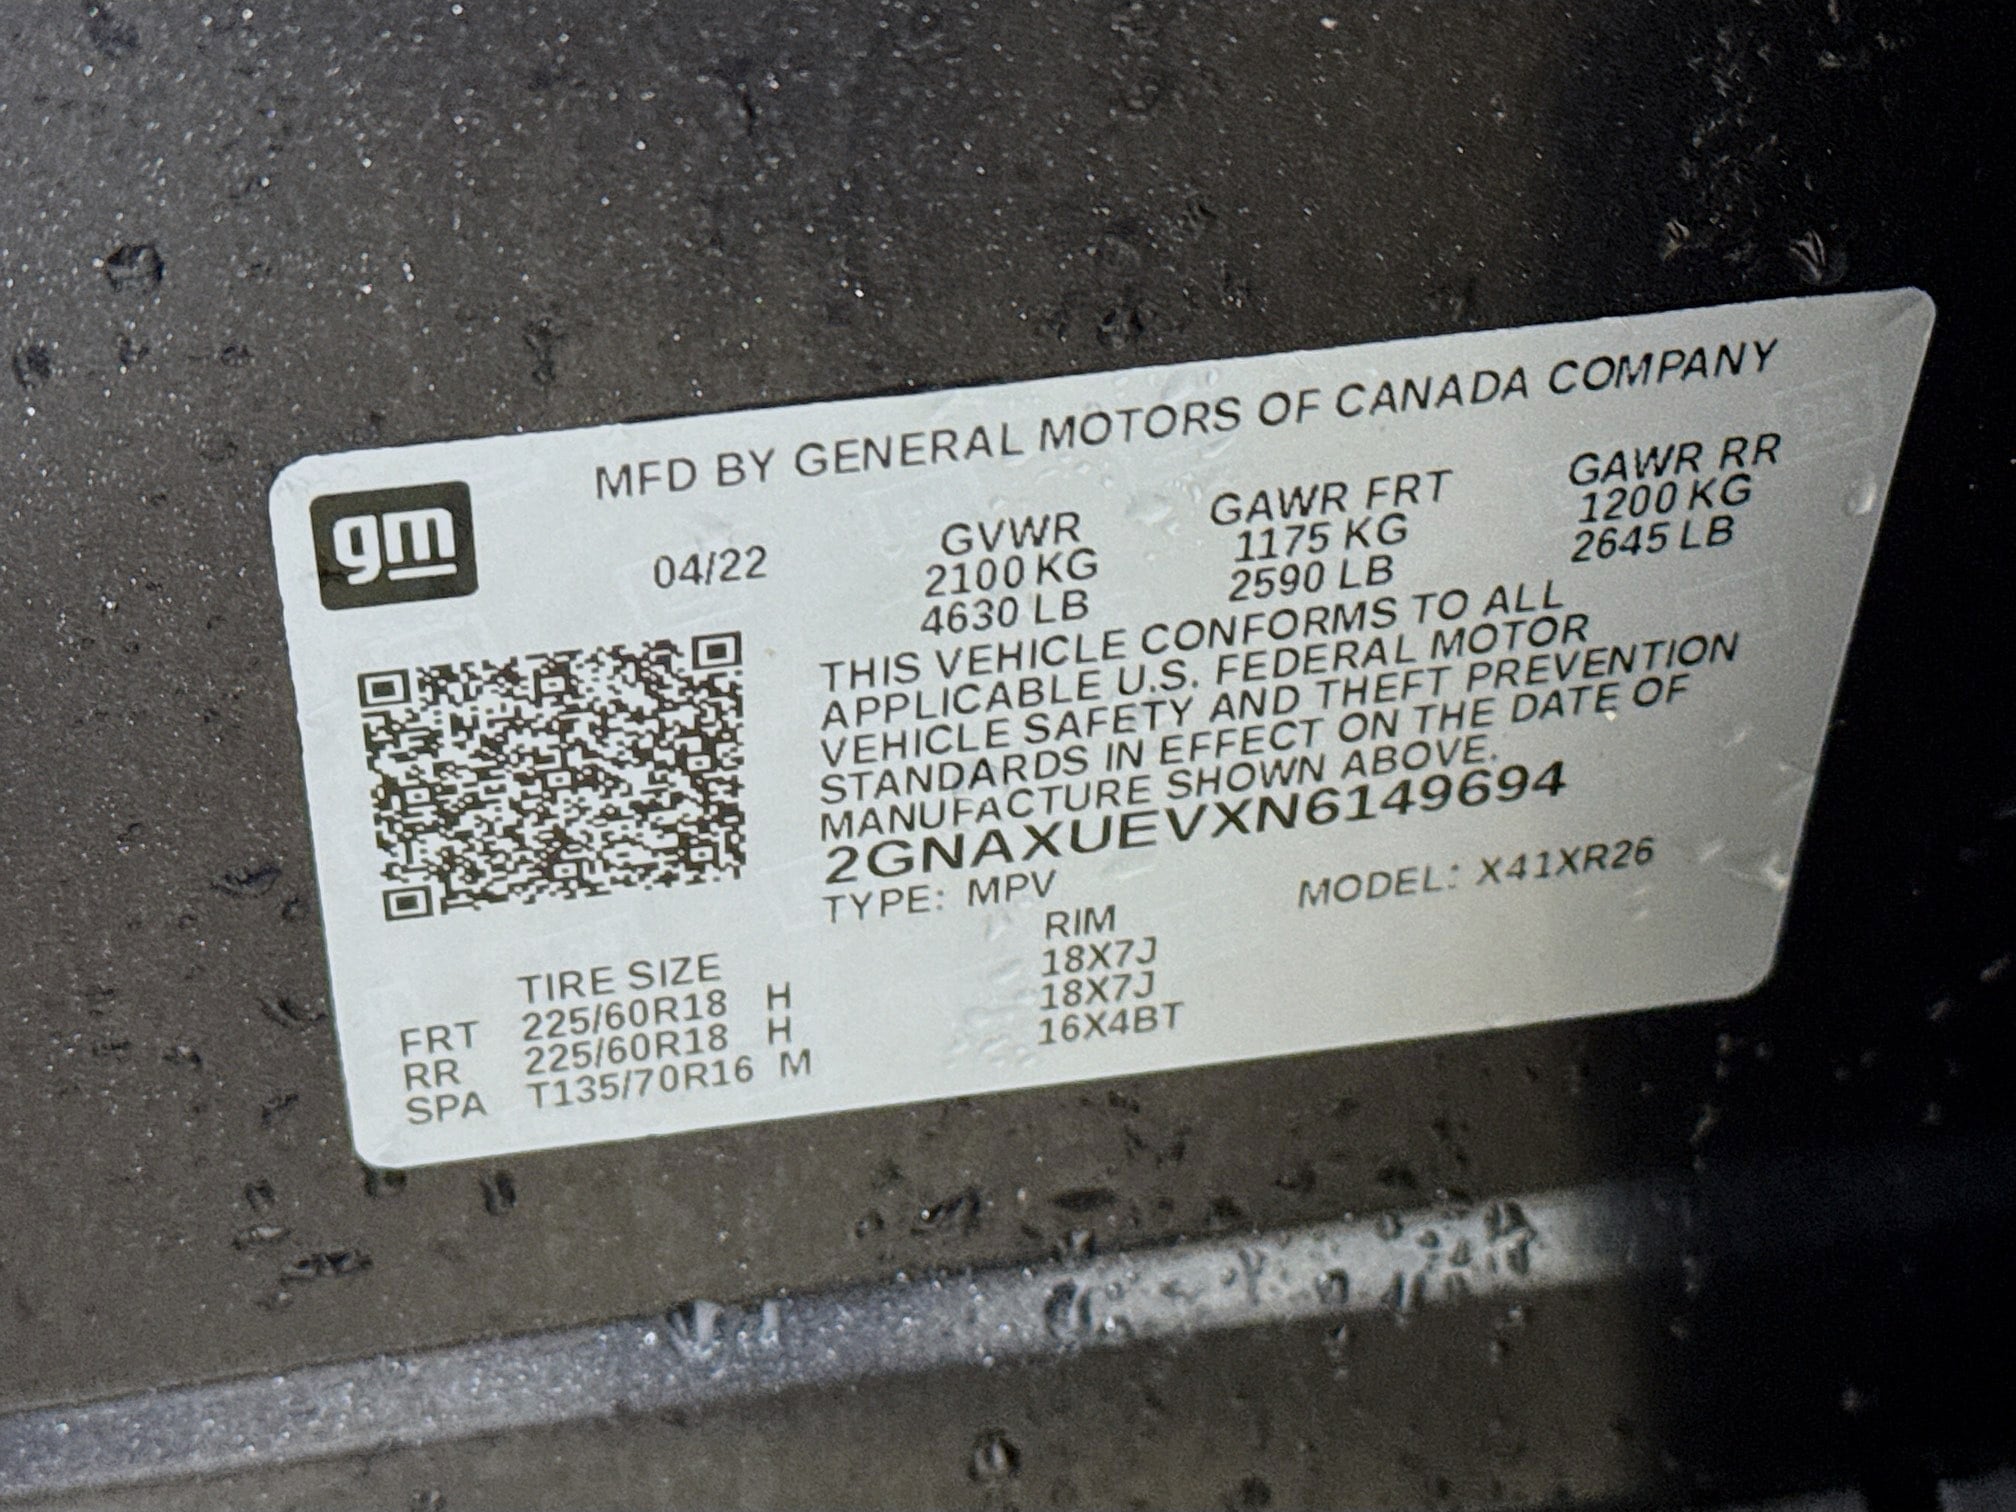 MFD BY GENERAL MOTORS OF CANADA COMPANY
gm
04/22
GVWR
2100 KG
4630 LB
GAWR FRT
1175 KG
2590 LB
GAWR RR
1200 KG
2645 LB
THIS VEHICLE CONFORMS TO ALL
APPLICABLE U.S. FEDERAL MOTOR
VEHICLE SAFETY AND THEFT PREVENTION
STANDARDS IN EFFECT ON THE DATE OF
MANUFACTURE SHOWN ABOVE.
2GNAXUEVXN6149694
TYPE: MPV MODEL: X41XR26
TIRE SIZE RIM
FRT 225/60R18 H 18X7J
RR 225/60R18 H 18X7J
SPA T135/70R16 M 16X4BT